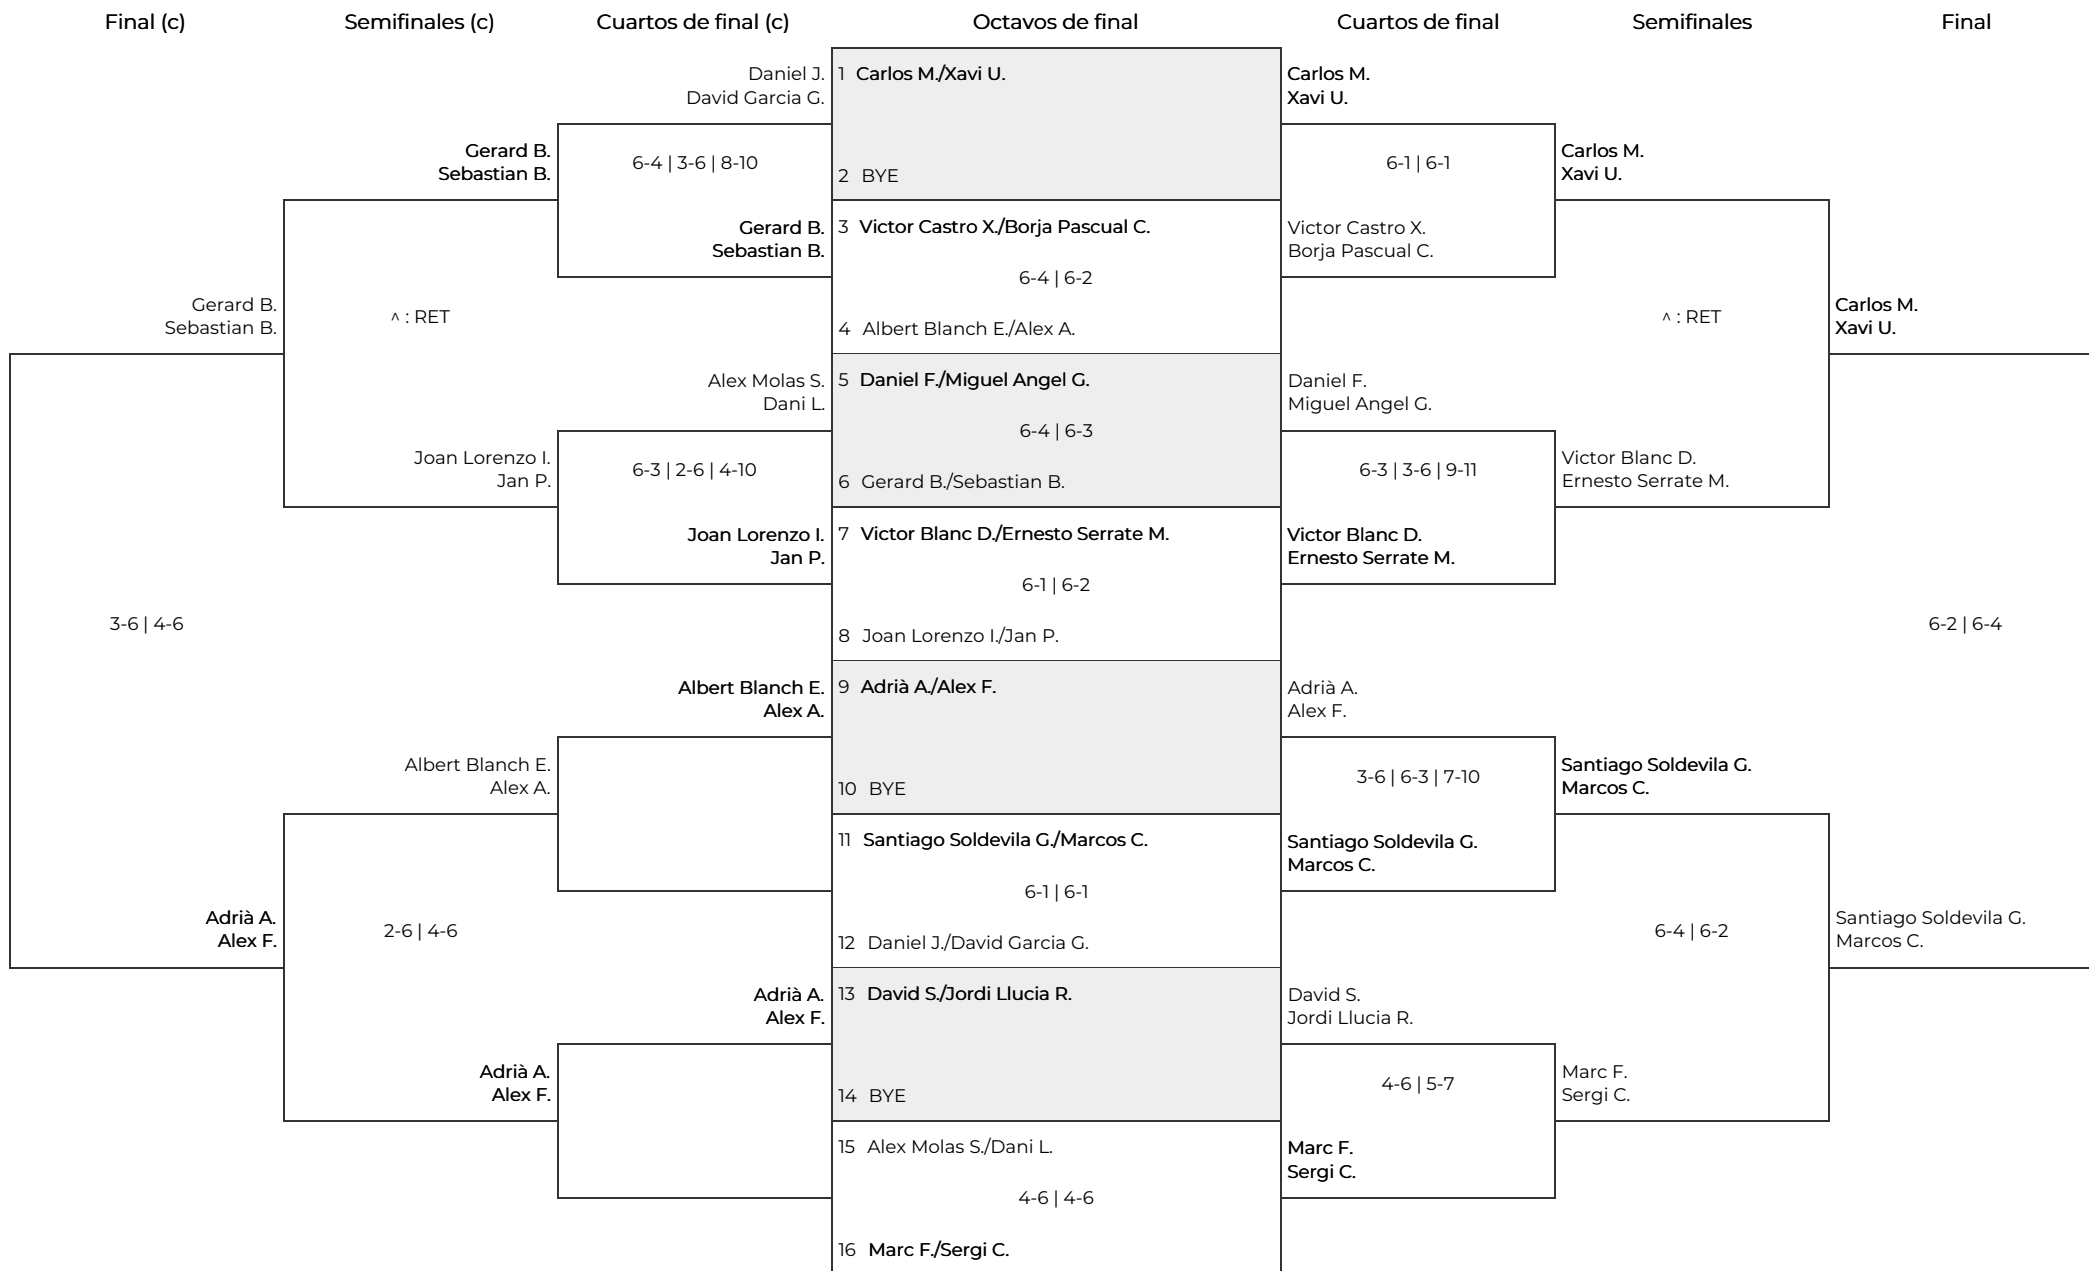 Final (c)
Semifinales (c)
Cuartos de final (c)
Octavos de final
Cuartos de final
Semifinales
Final
Daniel J.
David Garcia G.
6-4 | 3-6 | 8-10
Gerard B.
Sebastian B.
Alex Molas S.
Dani L.
6-3 | 2-6 | 4-10
Joan Lorenzo I.
Jan P.
Albert Blanch E.
Alex A.
Adrià A.
Alex F.
Gerard B.
Sebastian B.
^ : RET
Joan Lorenzo I.
Jan P.
Albert Blanch E.
Alex A.
2-6 | 4-6
Adrià A.
Alex F.
Gerard B.
Sebastian B.
3-6 | 4-6
Adrià A.
Alex F.
1 Carlos M./Xavi U.
2 BYE
3 Victor Castro X./Borja Pascual C.
6-4 | 6-2
4 Albert Blanch E./Alex A.
5 Daniel F./Miguel Angel G.
6-4 | 6-3
6 Gerard B./Sebastian B.
7 Victor Blanc D./Ernesto Serrate M.
6-1 | 6-2
8 Joan Lorenzo I./Jan P.
9 Adrià A./Alex F.
10 BYE
11 Santiago Soldevila G./Marcos C.
6-1 | 6-1
12 Daniel J./David Garcia G.
13 David S./Jordi Llucia R.
14 BYE
15 Alex Molas S./Dani L.
4-6 | 4-6
16 Marc F./Sergi C.
Carlos M.
Xavi U.
6-1 | 6-1
Victor Castro X.
Borja Pascual C.
Daniel F.
Miguel Angel G.
6-3 | 3-6 | 9-11
Victor Blanc D.
Ernesto Serrate M.
Adrià A.
Alex F.
3-6 | 6-3 | 7-10
Santiago Soldevila G.
Marcos C.
David S.
Jordi Llucia R.
4-6 | 5-7
Marc F.
Sergi C.
Carlos M.
Xavi U.
^ : RET
Victor Blanc D.
Ernesto Serrate M.
Santiago Soldevila G.
Marcos C.
6-4 | 6-2
Marc F.
Sergi C.
Carlos M.
Xavi U.
6-2 | 6-4
Santiago Soldevila G.
Marcos C.